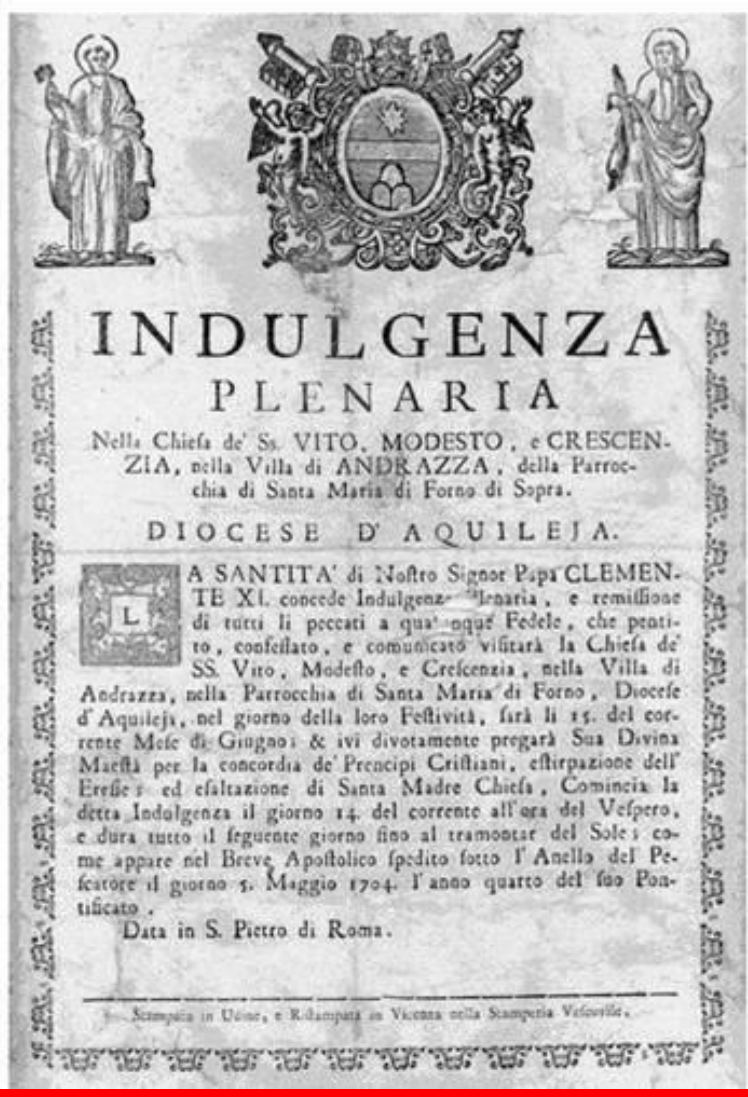 INDULGENZA
PLENARIA
Nella Chieſa de' Ss. VITO, MODESTO, e CRESCEN-
ZIA, nella Villa di ANDRAZZA, della Parroc-
chia di Santa Maria di Forno di Sopra.
DIOCESE D' AQUILEJA.
LA SANTITA' di Noſtro Signor Papa CLEMEN-
TE XI. concede Indulgenza Plenaria, e remiſſione
di tutti li peccati a qualunque Fedele, che penti-
to, confeſſato, e comunicato viſitarà la Chieſa de'
SS. Vito, Modeſto, e Creſcenzia, nella Villa di
Andrazza, nella Parrocchia di Santa Maria di Forno, Dioceſe
d'Aquileja, nel giorno della loro Feſtività, ſarà li 15. del cor-
rente Meſe di Giugno; & ivi divotamente pregarà Sua Divina
Maeſtà per la concordia de' Prencipi Criſtiani, eſtirpazione dell'
Ereſie; ed eſaltazione di Santa Madre Chieſa, Comincia la
detta Indulgenza il giorno 14. del corrente all'ora del Veſpero,
e dura tutto il ſeguente giorno fino al tramontar del Sole; co-
me appare nel Breve Apoſtolico ſpedito ſotto l'Anello del Pe-
ſcatore il giorno 5. Maggio 1704. l'anno quarto del ſuo Pon-
tificato.
Data in S. Pietro di Roma.
Stampata in Udine, e Riſtampata in Vicenza nella Stamperia Veſcovile.